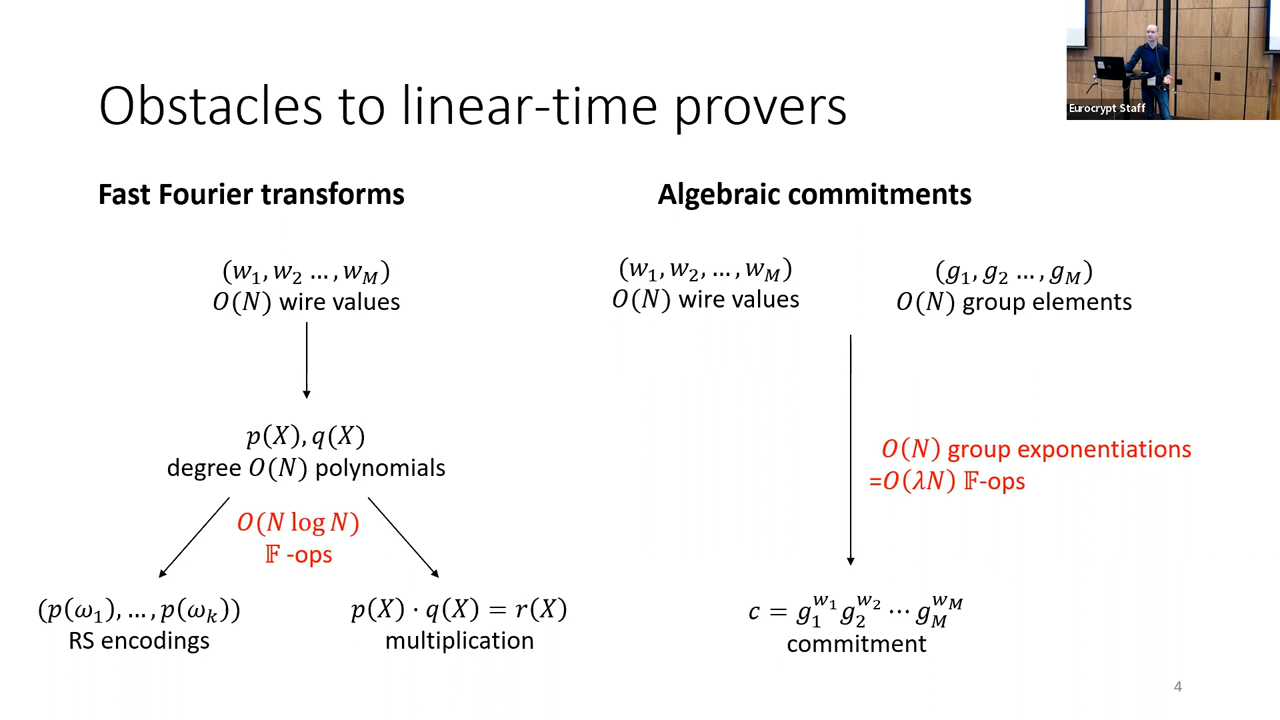 Eurocrypt Staff
Obstacles to linear-time provers
Fast Fourier transforms
(w₁, w₂ …, w_M)
O(N) wire values
p(X), q(X)
degree O(N) polynomials
O(N log N)
𝔽 -ops
(p(ω₁), …, p(ω_k))
RS encodings
p(X) · q(X) = r(X)
multiplication
Algebraic commitments
(w₁, w₂, …, w_M)
O(N) wire values
(g₁, g₂ …, g_M)
O(N) group elements
O(N) group exponentiations
=O(λN) 𝔽-ops
c = g₁^{w₁} g₂^{w₂} ⋯ g_M^{w_M}
commitment
4